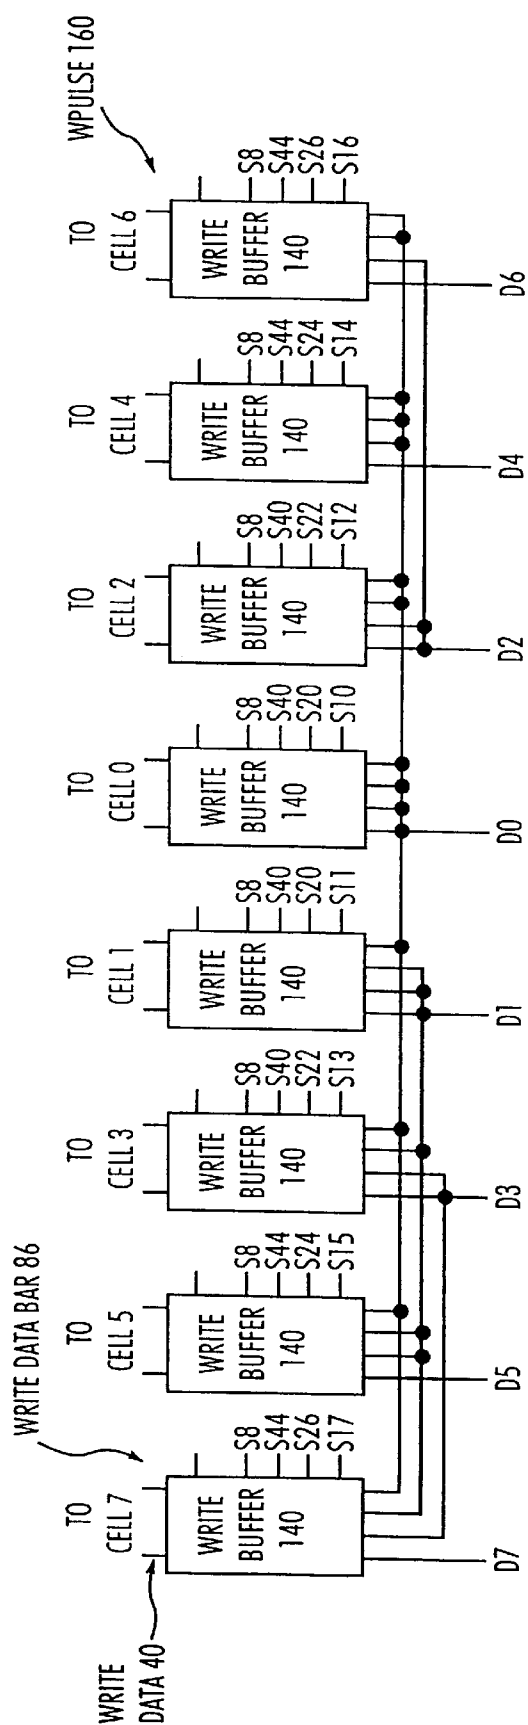 WRITE DATA BAR 86
WPULSE 160
WRITE
DATA 40
TO
CELL 7
WRITE
BUFFER
140
S8
S44
S26
S17
D7
TO
CELL 5
WRITE
BUFFER
140
S8
S44
S24
S15
D5
TO
CELL 3
WRITE
BUFFER
140
S8
S40
S22
S13
D3
TO
CELL 1
WRITE
BUFFER
140
S8
S40
S20
S11
D1
TO
CELL 0
WRITE
BUFFER
140
S8
S40
S20
S10
D0
TO
CELL 2
WRITE
BUFFER
140
S8
S40
S22
S12
D2
TO
CELL 4
WRITE
BUFFER
140
S8
S44
S24
S14
D4
TO
CELL 6
WRITE
BUFFER
140
S8
S44
S26
S16
D6